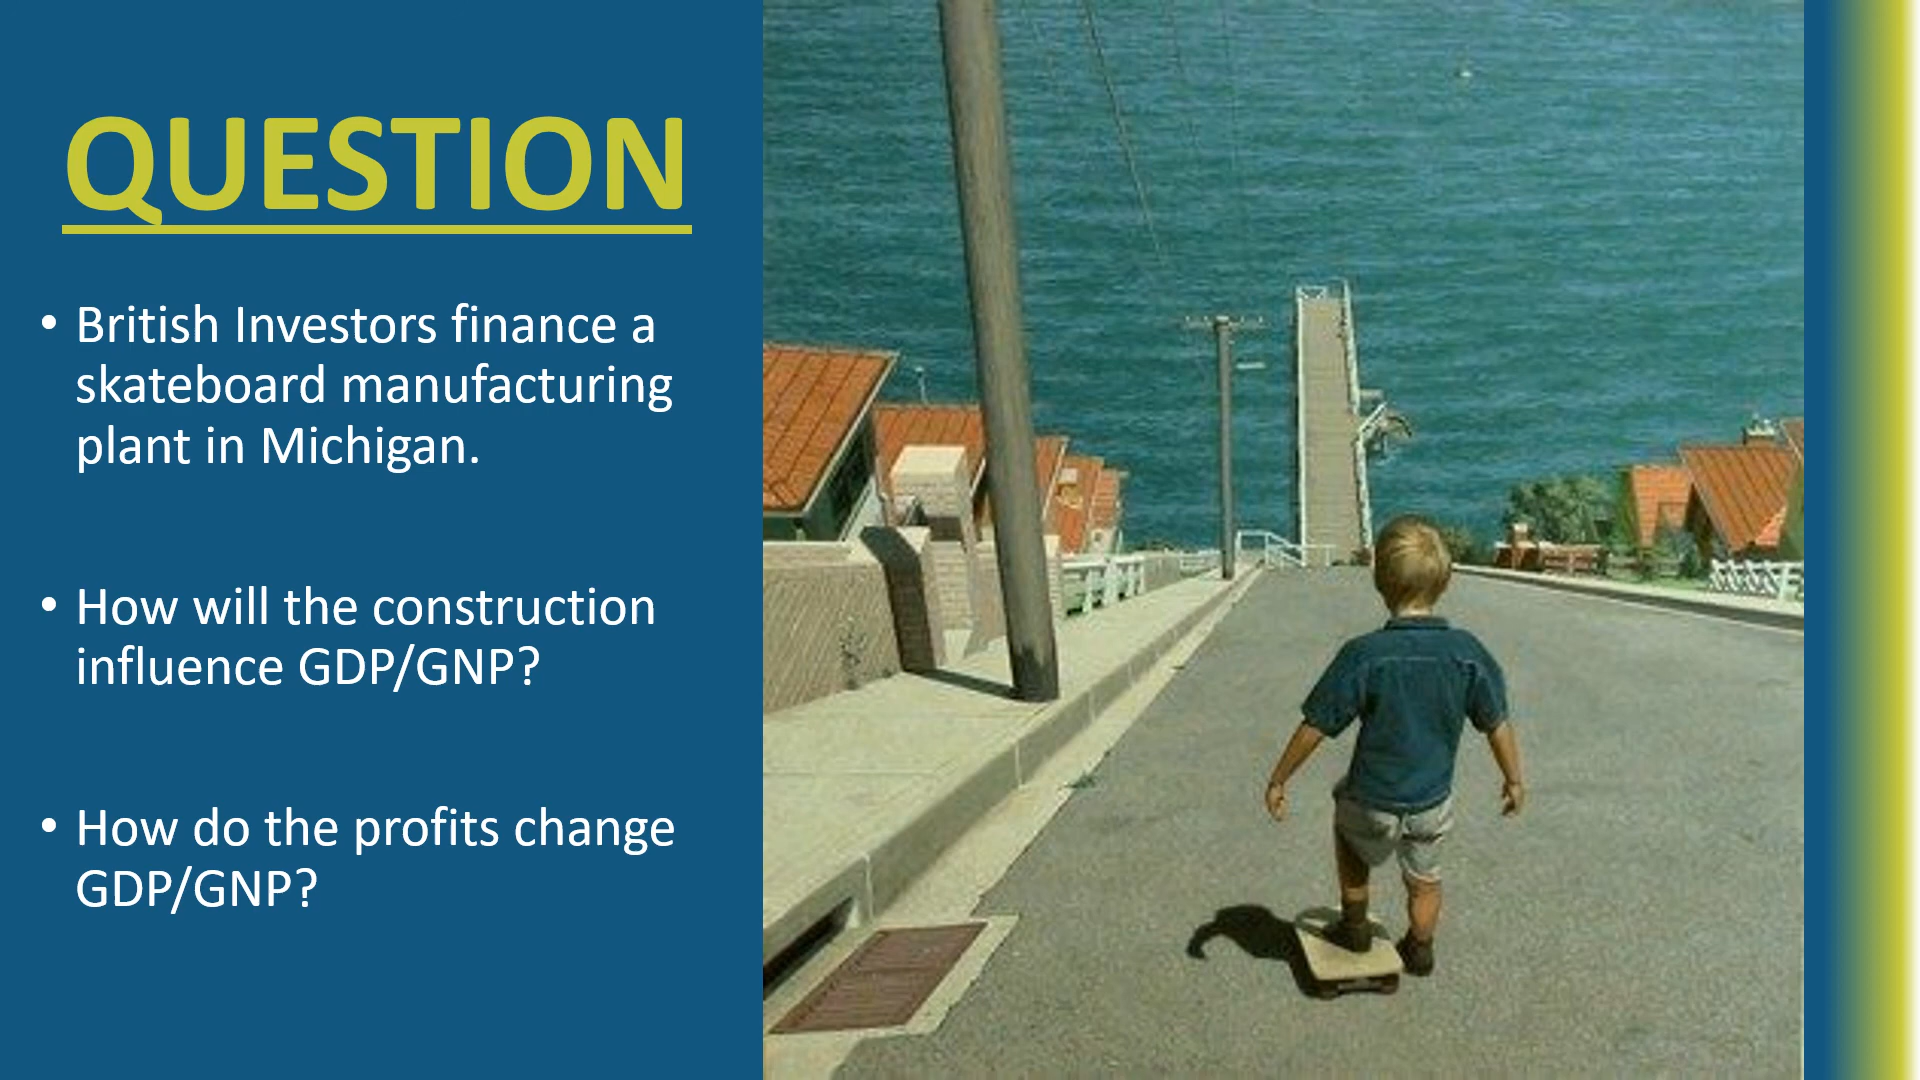 QUESTION
• British Investors finance a
skateboard manufacturing
plant in Michigan.
• How will the construction
influence GDP/GNP?
• How do the profits change
GDP/GNP?